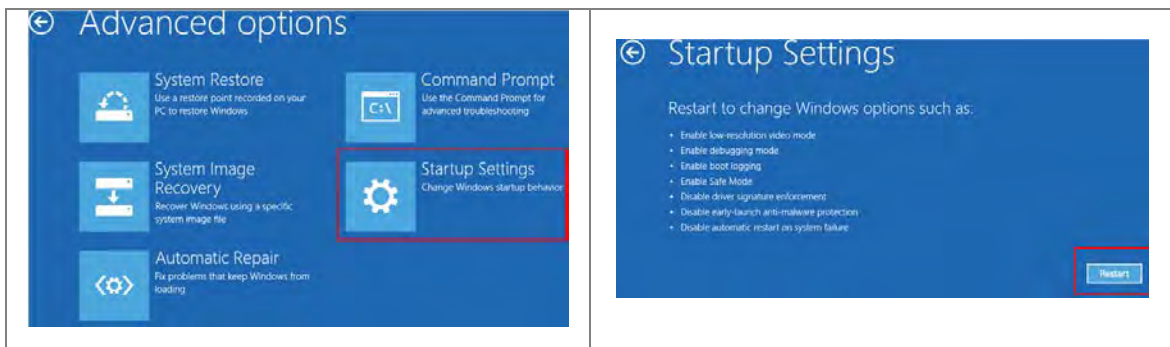 Advanced options
System Restore
Use a restore point recorded on your
PC to restore Windows
Command Prompt
Use the Command Prompt for
advanced troubleshooting
C:\
System Image
Recovery
Recover Windows using a specific
system image file
Startup Settings
Change Windows startup behavior
Automatic Repair
Fix problems that keep Windows from
loading
Startup Settings
Restart to change Windows options such as:
• Enable low-resolution video mode
• Enable debugging mode
• Enable boot logging
• Enable Safe Mode
• Disable driver signature enforcement
• Disable early-launch anti-malware protection
• Disable automatic restart on system failure
Restart